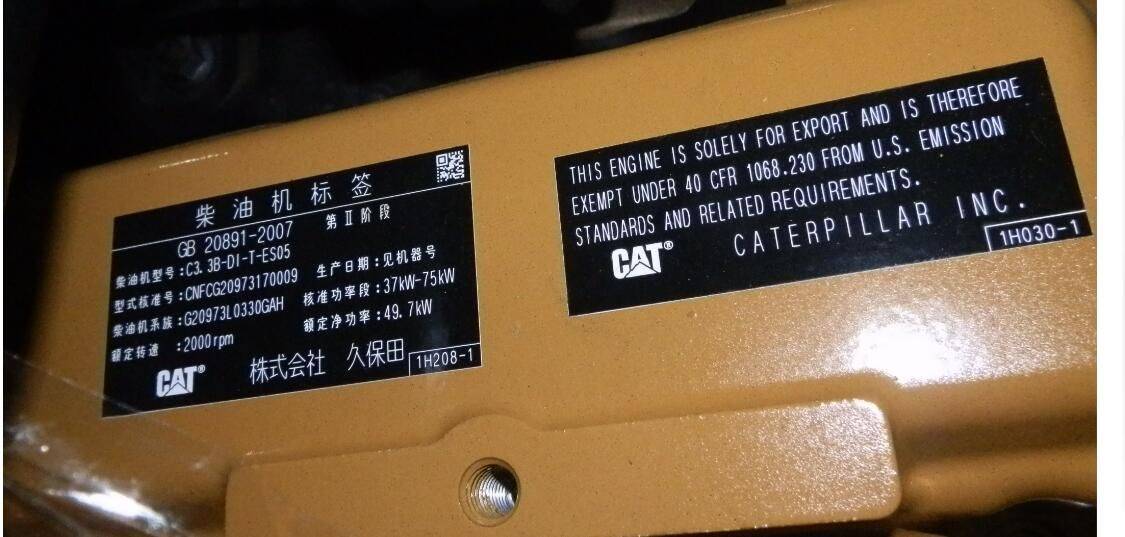 柴油机标签
GB 20891-2007 第Ⅱ阶段
柴油机型号:C3.3B-DI-T-ES05 生产日期:见机器号
型式核准号:CNFCG20973170009 核准功率段:37kW-75kW
柴油机系族:G20973L0330GAH 额定净功率:49.7kW
额定转速 :2000rpm
CAT® 株式会社 久保田 1H208-1
THIS ENGINE IS SOLELY FOR EXPORT AND IS THEREFORE
EXEMPT UNDER 40 CFR 1068.230 FROM U.S. EMISSION
STANDARDS AND RELATED REQUIREMENTS.
CAT® CATERPILLAR INC.
1H030-1